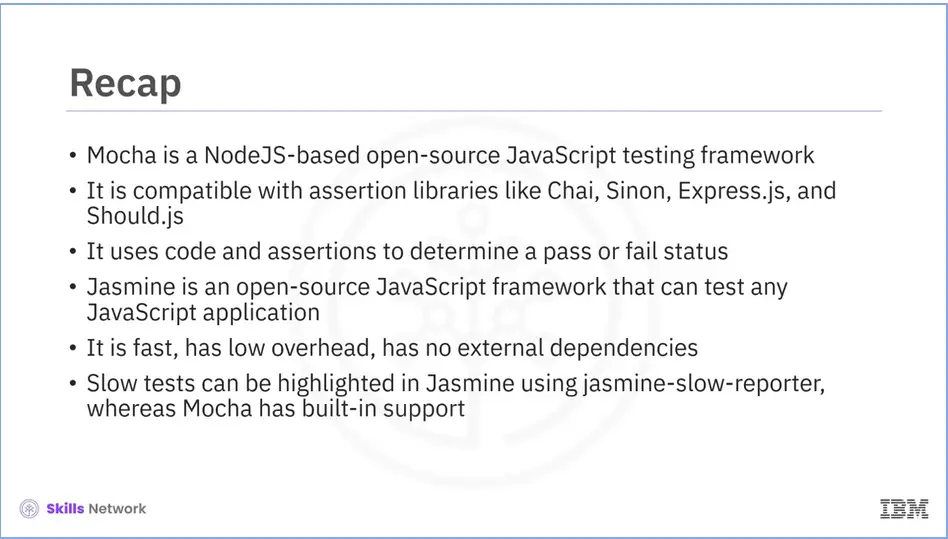 Recap
• Mocha is a NodeJS-based open-source JavaScript testing framework
• It is compatible with assertion libraries like Chai, Sinon, Express.js, and
Should.js
• It uses code and assertions to determine a pass or fail status
• Jasmine is an open-source JavaScript framework that can test any
JavaScript application
• It is fast, has low overhead, has no external dependencies
• Slow tests can be highlighted in Jasmine using jasmine-slow-reporter,
whereas Mocha has built-in support
Skills Network
IBM